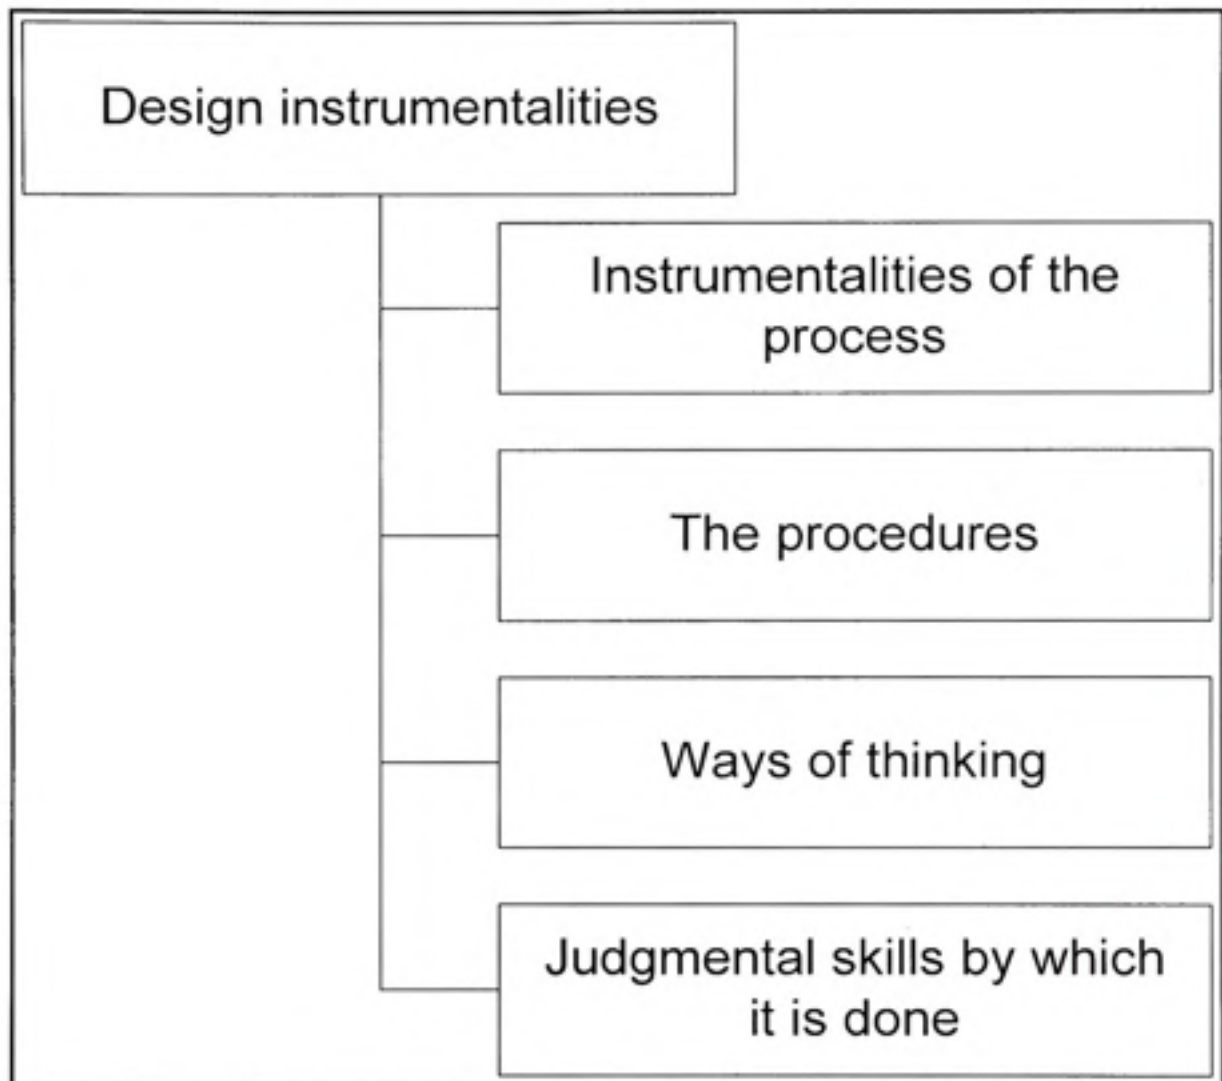 Design instrumentalities
Instrumentalities of the
process
The procedures
Ways of thinking
Judgmental skills by which
it is done